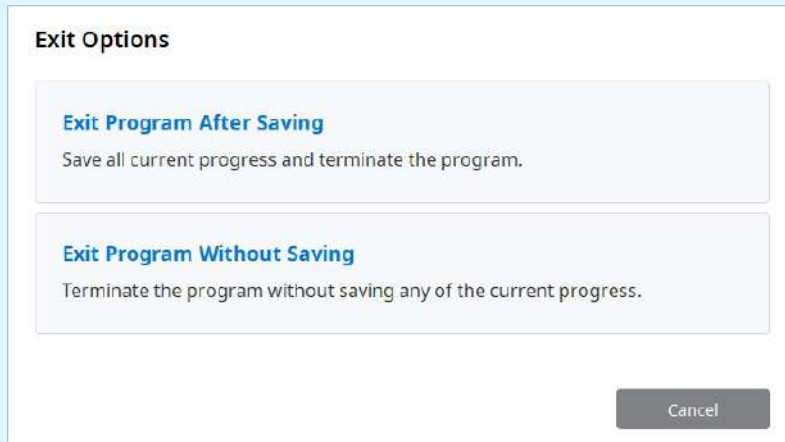 Exit Options
Exit Program After Saving
Save all current progress and terminate the program.
Exit Program Without Saving
Terminate the program without saving any of the current progress.
Cancel